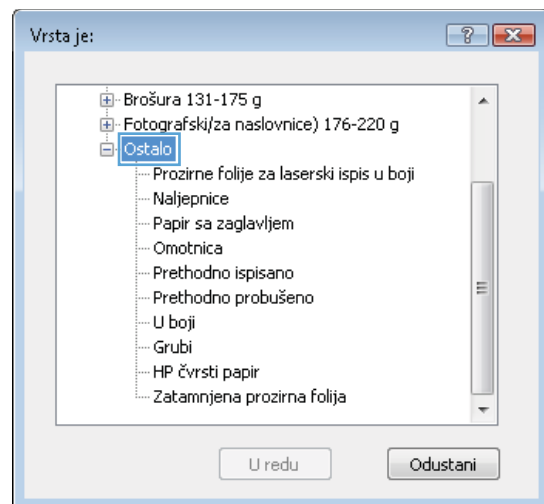 Vrsta je:
Brošura 131-175 g
Fotografski/za naslovnice) 176-220 g
Ostalo
Prozirne folije za laserski ispis u boji
Naljepnice
Papir sa zaglavljem
Omotnica
Prethodno ispisano
Prethodno probušeno
U boji
Grubi
HP čvrsti papir
Zatamnjena prozirna folija
U redu Odustani